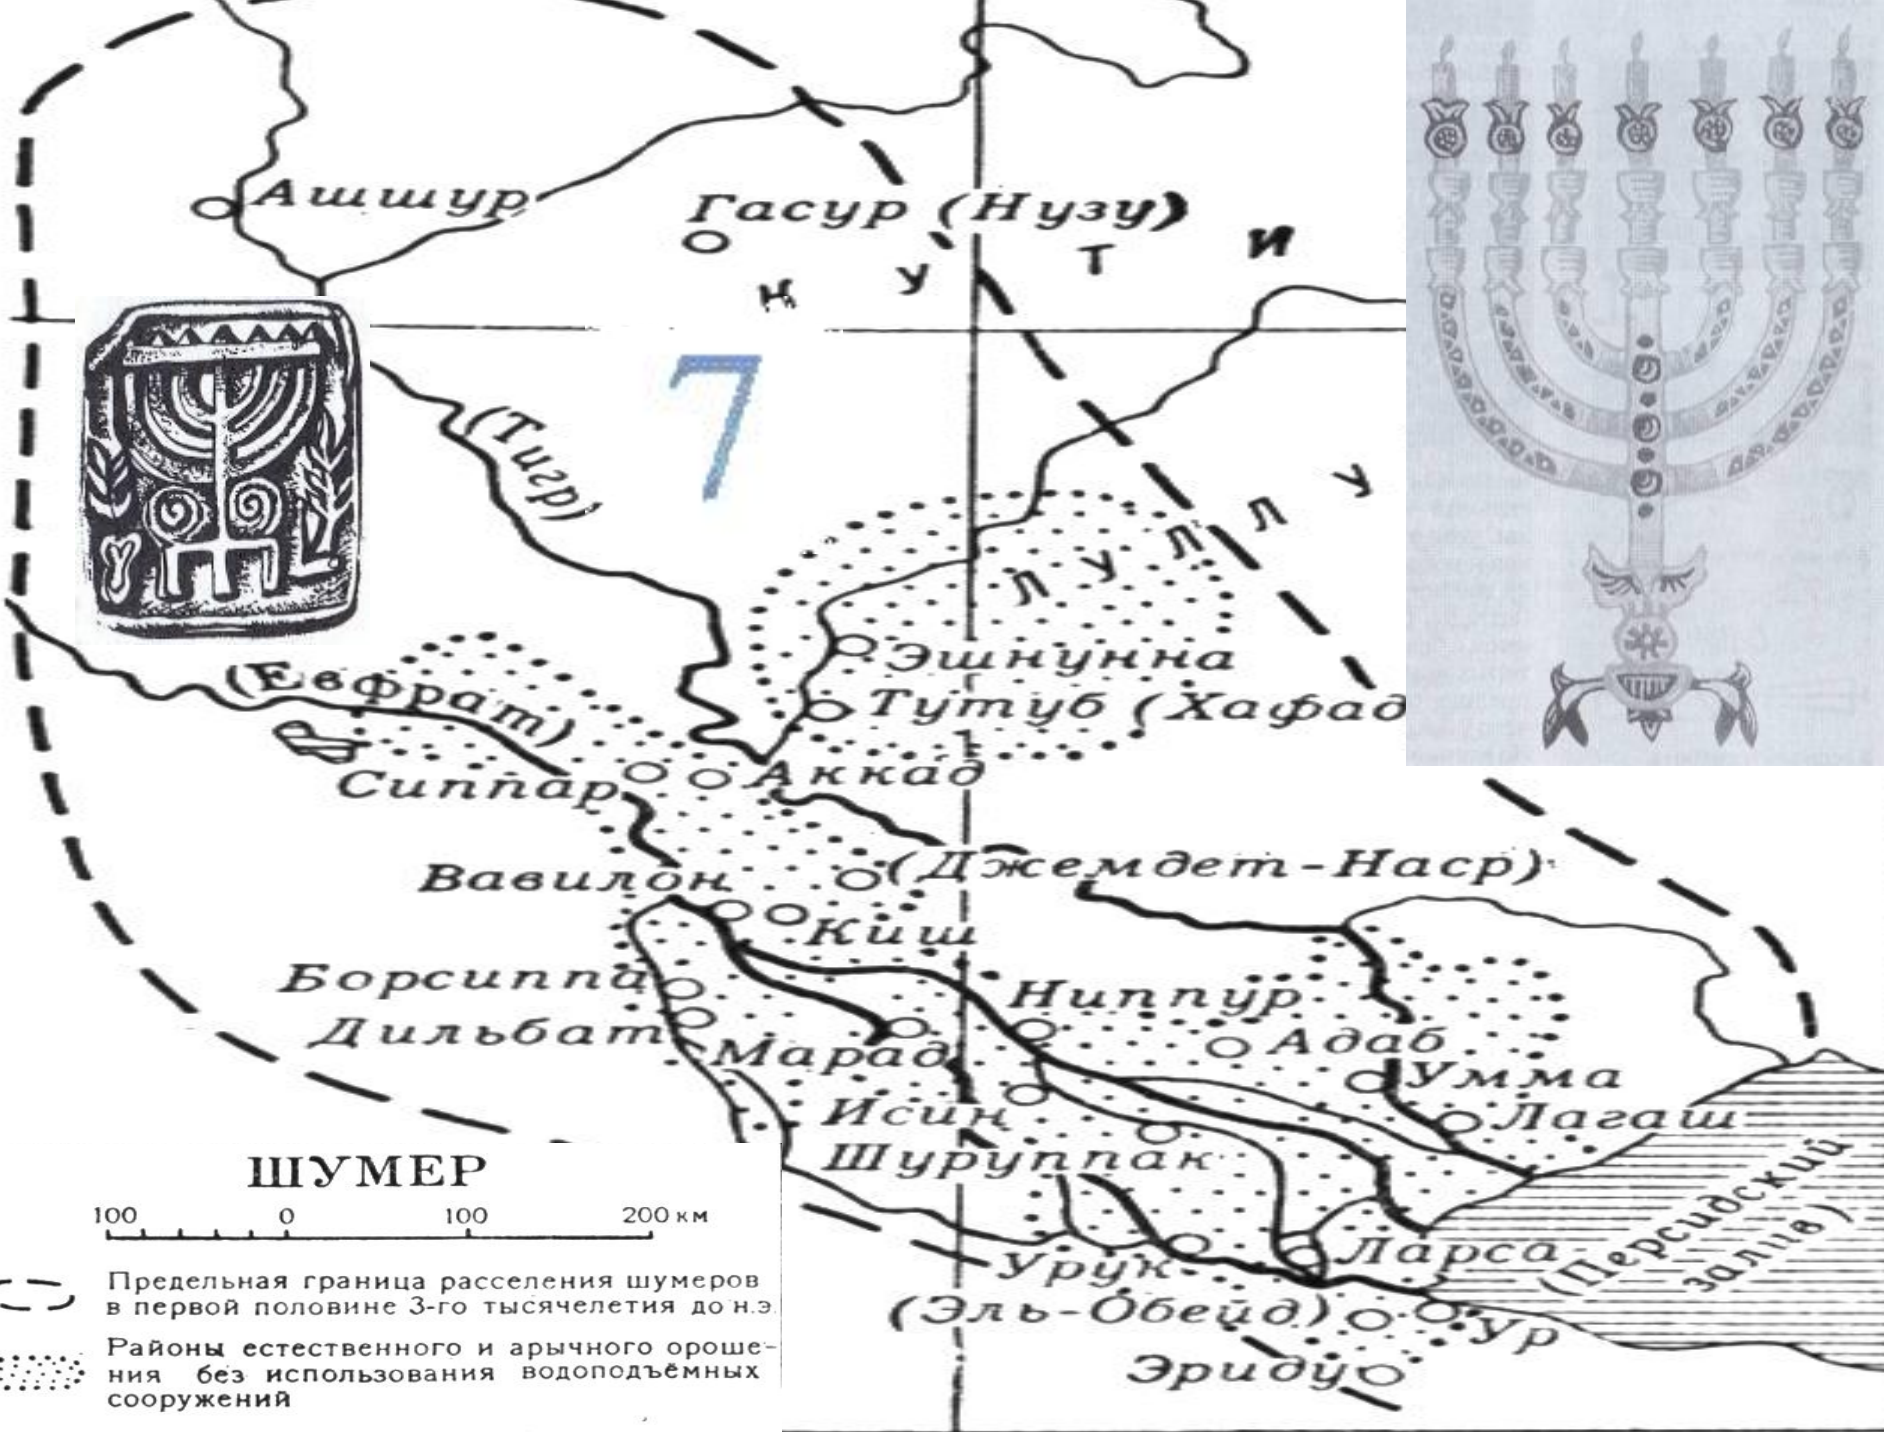 Ашшур
Гасур (Нузу)
К У Т И
7
(Тигр)
Л У Л Л У
(Евфрат)
Эшнунна
Тутуб (Хафад
Сиппар
Аккад
(Джемдет-Наср)
Вавилон
Киш
Борсиппа
Ниппур
Дильбат
Адаб
Марад
Умма
Исин
Лагаш
Шуруппак
(Персидский
залив)
Урук
Ларса
(Эль-Обейд)
Ур
Эриду
ШУМЕР
100 0 100 200 км
Предельная граница расселения шумеров
в первой половине 3-го тысячелетия до н.э.
Районы естественного и арычного ороше-
ния без использования водоподъёмных
сооружений